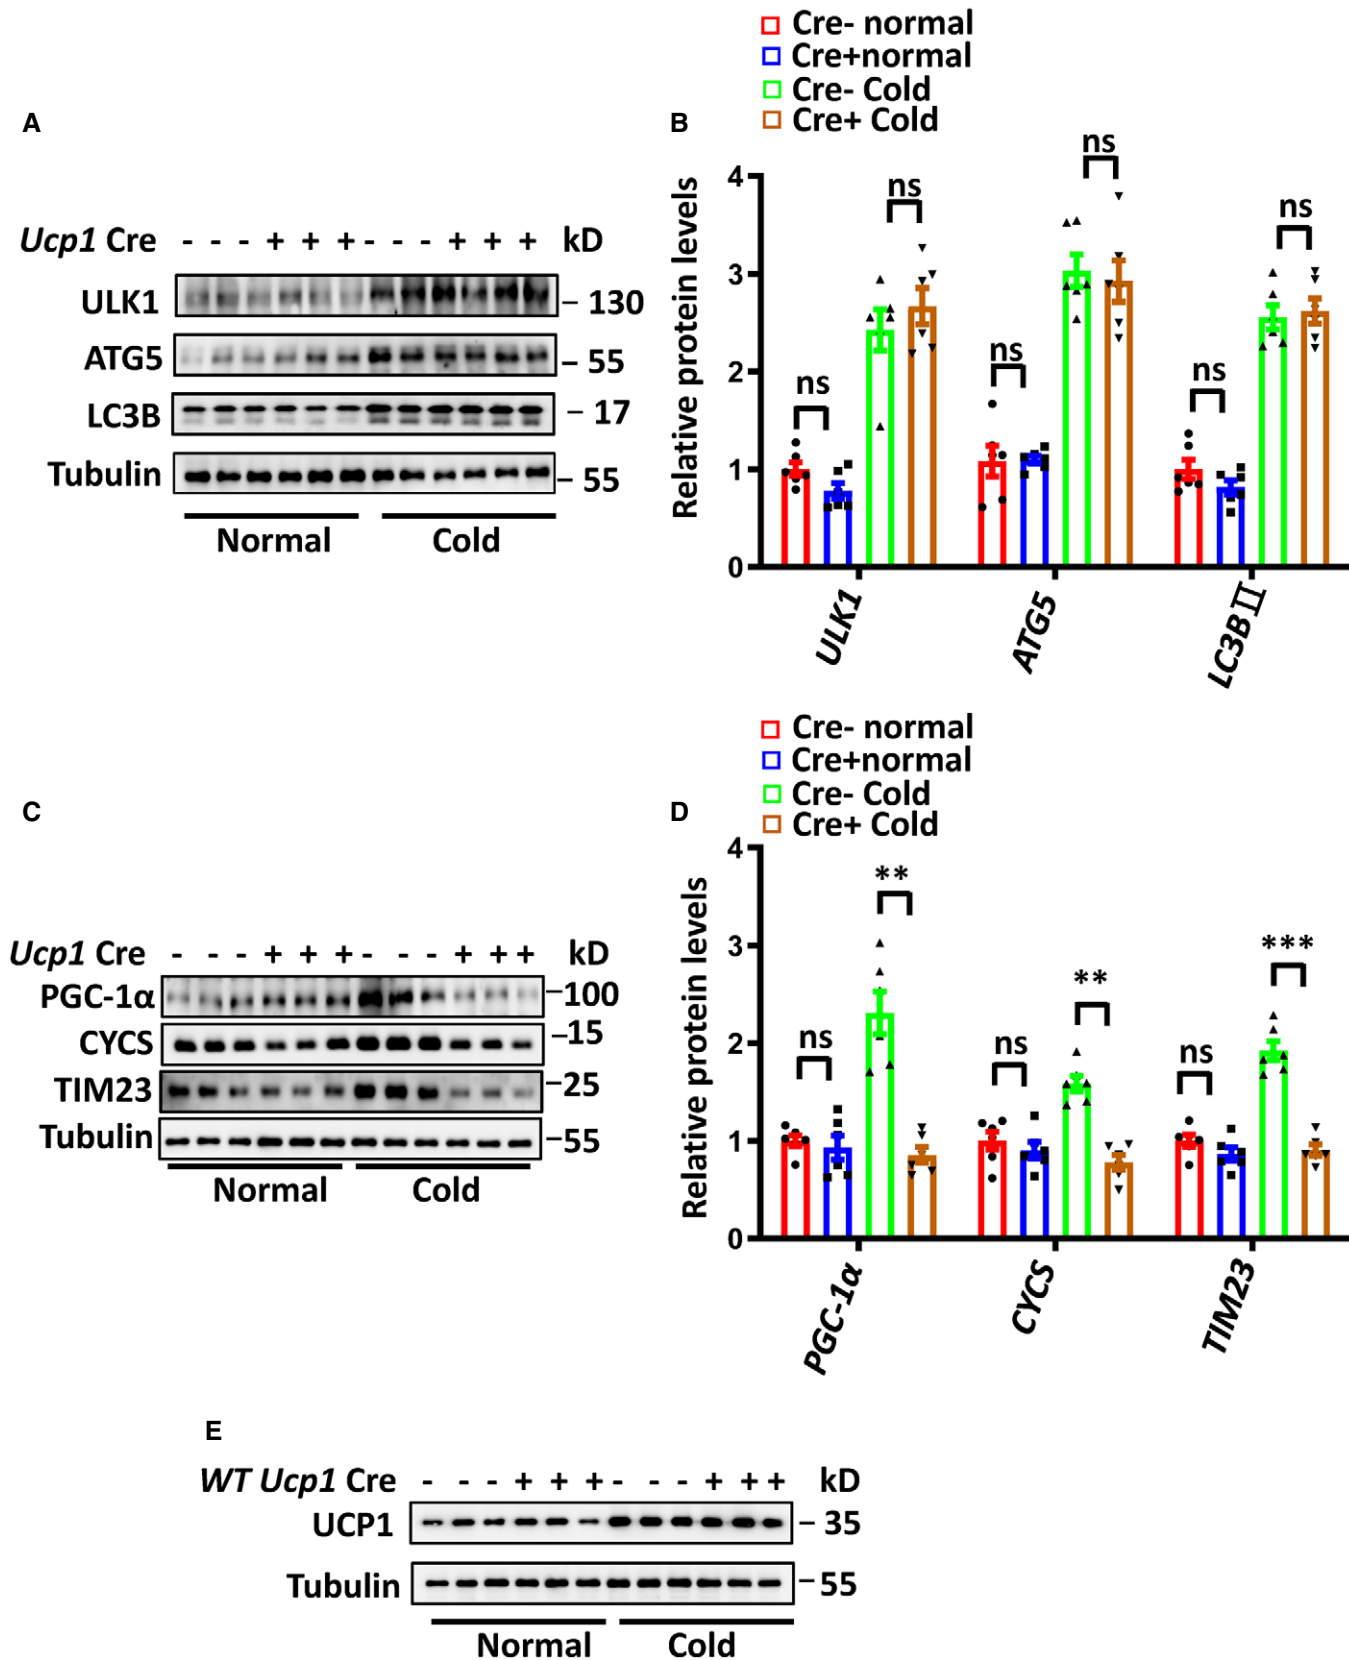 A
Ucp1 Cre - - - + + + - - - + + + kD
ULK1 – 130
ATG5 – 55
LC3B – 17
Tubulin – 55
Normal Cold
B
Cre- normal
Cre+normal
Cre- Cold
Cre+ Cold
Relative protein levels
4
3
2
1
0
ns ns ns ns ns ns
ULK1 ATG5 LC3BⅡ
C
Ucp1 Cre - - - + + + - - - + + + kD
PGC-1α –100
CYCS –15
TIM23 –25
Tubulin –55
Normal Cold
D
Cre- normal
Cre+normal
Cre- Cold
Cre+ Cold
Relative protein levels
4
3
2
1
0
ns ** ns ** ns ***
PGC-1α CYCS TIM23
E
WT Ucp1 Cre - - - + + + - - - + + + kD
UCP1 – 35
Tubulin –55
Normal Cold